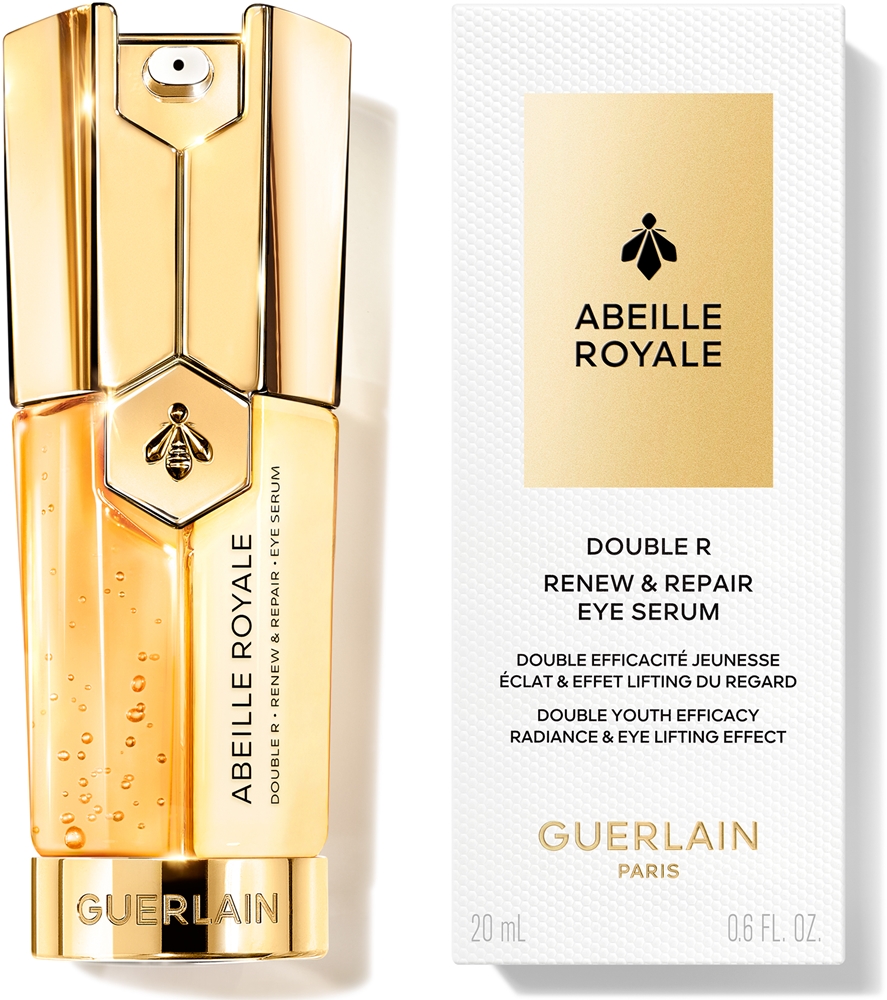 ABEILLE ROYALE
DOUBLE R • RENEW & REPAIR • EYE SERUM
GUERLAIN
ABEILLE
ROYALE
DOUBLE R
RENEW & REPAIR
EYE SERUM
DOUBLE EFFICACITÉ JEUNESSE
ÉCLAT & EFFET LIFTING DU REGARD
DOUBLE YOUTH EFFICACY
RADIANCE & EYE LIFTING EFFECT
GUERLAIN
PARIS
20 mL 0.6 FL. OZ.